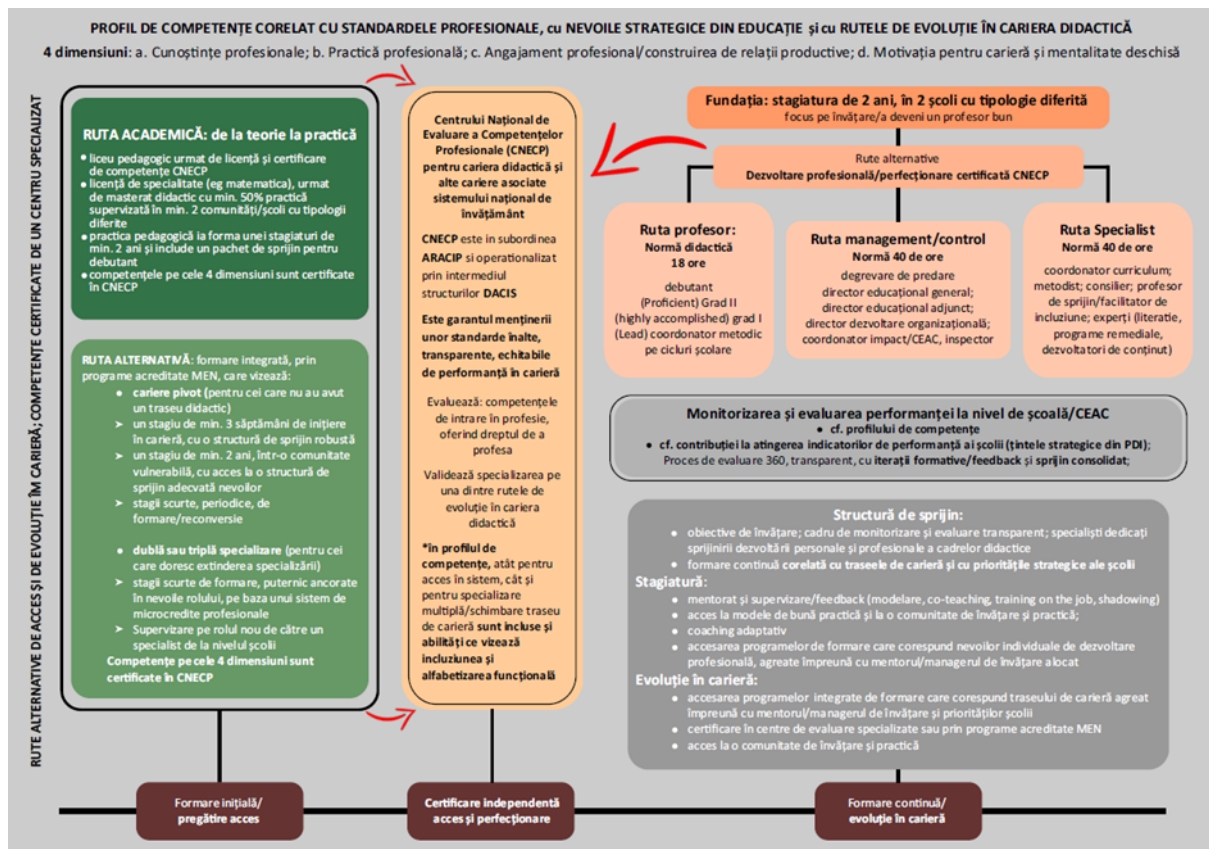 PROFIL DE COMPETENȚE CORELAT CU STANDARDELE PROFESIONALE, cu NEVOILE STRATEGICE DIN EDUCAȚIE și cu RUTELE DE EVOLUȚIE ÎN CARIERA DIDACTICĂ
4 dimensiuni: a. Cunoștințe profesionale; b. Practică profesională; c. Angajament profesional/construirea de relații productive; d. Motivația pentru carieră și mentalitate deschisă
RUTE ALTERNATIVE DE ACCES ȘI DE EVOLUȚIE ÎM CARIERĂ; COMPETENȚE CERTIFICATE DE UN CENTRU SPECIALIZAT
RUTA ACADEMICĂ: de la teorie la practică
● liceu pedagogic urmat de licență și certificare
de competențe CNECP
● licență de specialitate (eg matematica), urmat
de masterat didactic cu min. 50% practică
supervizată în min. 2 comunități/școli cu tipologii
diferite
● practica pedagogică ia forma unei stagiaturi de
min. 2 ani și include un pachet de sprijin pentru
debutant
● competențele pe cele 4 dimensiuni sunt certificate
în CNECP
RUTA ALTERNATIVĂ: formare integrată, prin
programe acreditate MEN, care vizează:
● cariere pivot (pentru cei care nu au avut
un traseu didactic)
➤ un stagiu de min. 3 săptămâni de inițiere
în carieră, cu o structură de sprijin robustă
➤ un stagiu de min. 2 ani, într-o comunitate
vulnerabilă, cu acces la o structură de
sprijin adecvată nevoilor
➤ stagii scurte, periodice, de
formare/reconversie
● dublă sau triplă specializare (pentru cei
care doresc extinderea specializării)
➤ stagii scurte de formare, puternic ancorate
în nevoile rolului, pe baza unui sistem de
microcredite profesionale
➤ Supervizare pe rolul nou de către un
specialist de la nivelul școlii
Competențe pe cele 4 dimensiuni sunt
certificate în CNECP
Centrului Național de
Evaluare a Competențelor
Profesionale (CNECP)
pentru cariera didactică și
alte cariere asociate
sistemului național de
învățământ
CNECP este in subordinea
ARACIP si operationalizat
prin intermediul
structurilor DACIS
Este garantul menținerii
unor standarde înalte,
transparente, echitabile
de performanță în carieră
Evaluează: competențele
de intrare în profesie,
oferind dreptul de a
profesa
Validează specializarea pe
una dintre rutele de
evoluție în cariera
didactică
*în profilul de
competențe, atât pentru
acces în sistem, cât și
pentru specializare
multiplă/schimbare traseu
de carieră sunt incluse și
abilități ce vizează
incluziunea și
alfabetizarea funcțională
Fundația: stagiatura de 2 ani, în 2 școli cu tipologie diferită
focus pe învățare/a deveni un profesor bun
Rute alternative
Dezvoltare profesională/perfecționare certificată CNECP
Ruta profesor:
Normă didactică
18 ore
debutant
(Proficient) Grad II
(highly accomplished) grad I
(Lead) coordonator metodic
pe cicluri școlare
Ruta management/control
Normă 40 de ore
degrevare de predare
director educațional general;
director educațional adjunct;
director dezvoltare organizațională;
coordonator impact/CEAC, inspector
Ruta Specialist
Normă 40 de ore
coordonator curriculum;
metodist; consilier; profesor
de sprijin/facilitator de
incluziune; experți (literatie,
programe remediale,
dezvoltatori de conținut)
Monitorizarea și evaluarea performanței la nivel de școală/CEAC
● cf. profilului de competențe
● cf. contribuției la atingerea indicatorilor de performanță ai școlii (țintele strategice din PDI);
Proces de evaluare 360, transparent, cu iterații formative/feedback și sprijin consolidat;
Structură de sprijin:
● obiective de învățare; cadru de monitorizare și evaluare transparent; specialiști dedicați
sprijinirii dezvoltării personale și profesionale a cadrelor didactice
● formare continuă corelată cu traseele de carieră și cu prioritățile strategice ale școlii
Stagiatură:
● mentorat și supervizare/feedback (modelare, co-teaching, training on the job, shadowing)
● acces la modele de bună practică și la o comunitate de învățare și practică;
● coaching adaptativ
● accesarea programelor de formare care corespund nevoilor individuale de dezvoltare
profesională, agreate împreună cu mentorul/managerul de învățare alocat
Evoluție în carieră:
● accesarea programelor integrate de formare care corespund traseului de carieră agreat
împreună cu mentorul/managerul de învățare și priorităților școlii
● certificare în centre de evaluare specializate sau prin programe acreditate MEN
● acces la o comunitate de învățare și practică
Formare inițială/
pregătire acces
Certificare independentă
acces și perfecționare
Formare continuă/
evoluție în carieră